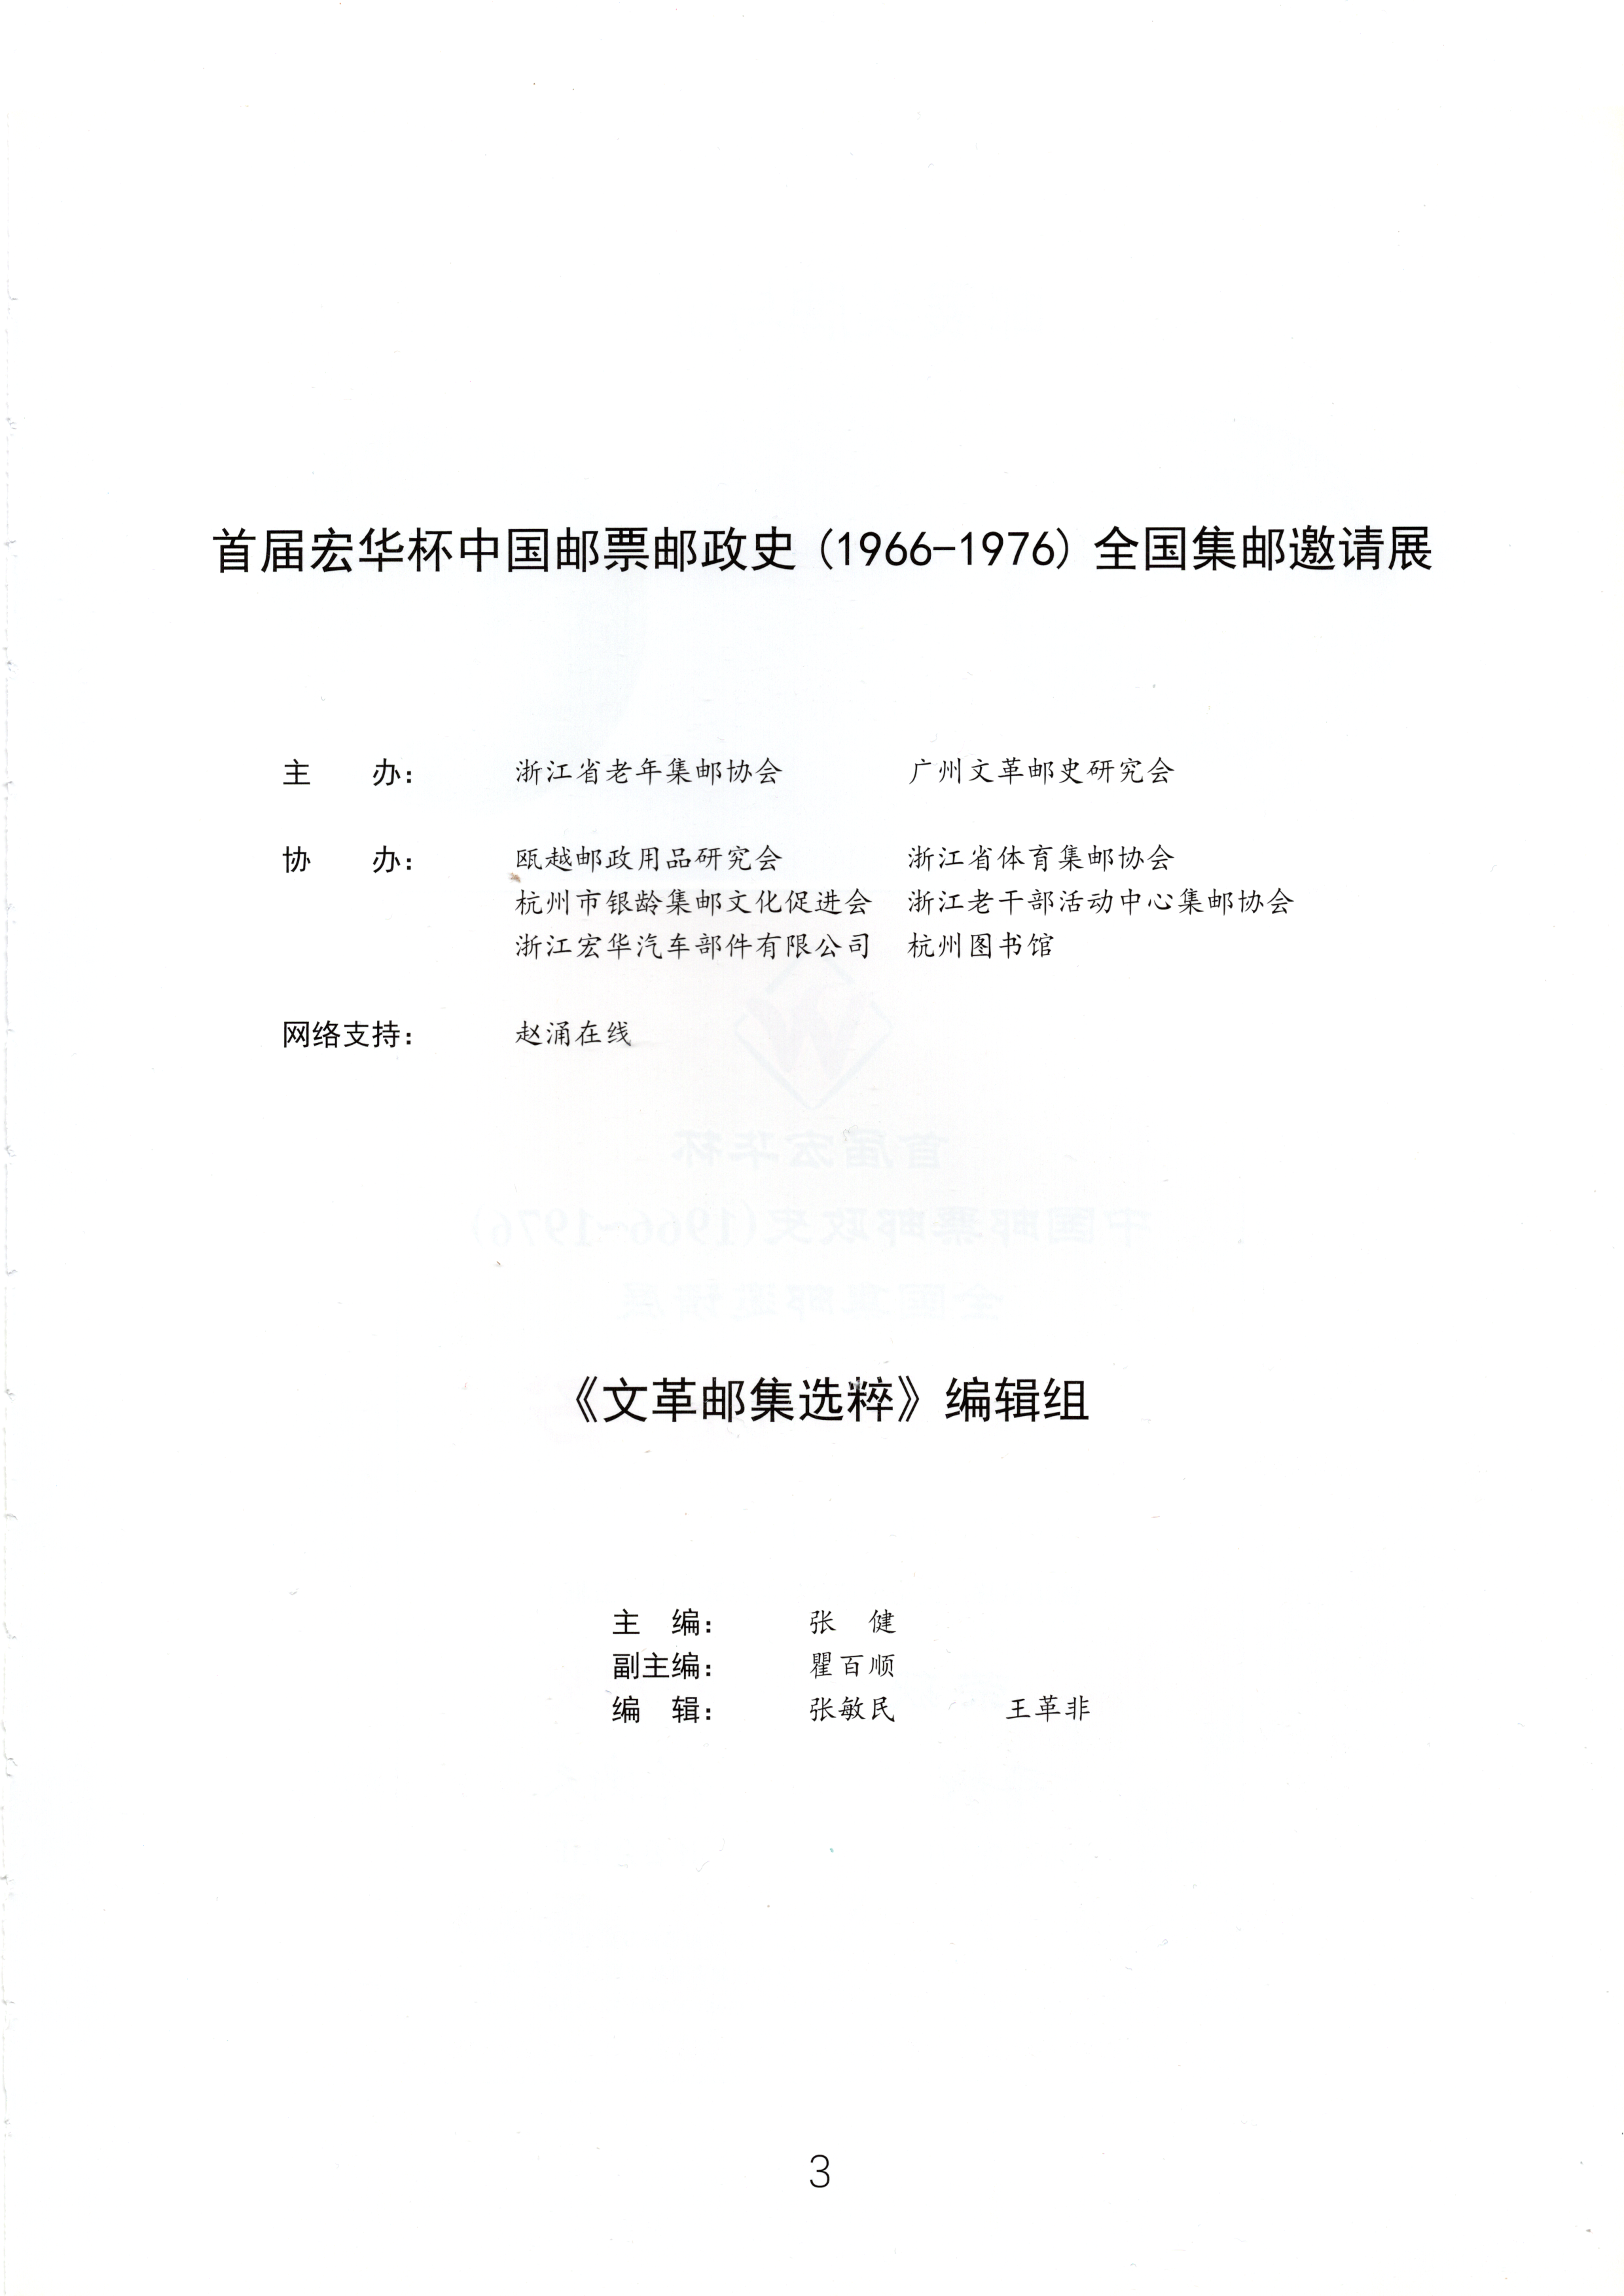 首届宏华杯中国邮票邮政史(1966-1976)全国集邮邀请展
主　　办： 浙江省老年集邮协会 广州文革邮史研究会
协　　办： 瓯越邮政用品研究会 浙江省体育集邮协会
杭州市银龄集邮文化促进会 浙江老干部活动中心集邮协会
浙江宏华汽车部件有限公司 杭州图书馆
网络支持： 赵涌在线
《文革邮集选粹》编辑组
主　编： 张　健
副主编： 瞿百顺
编　辑： 张敏民 王革非
3